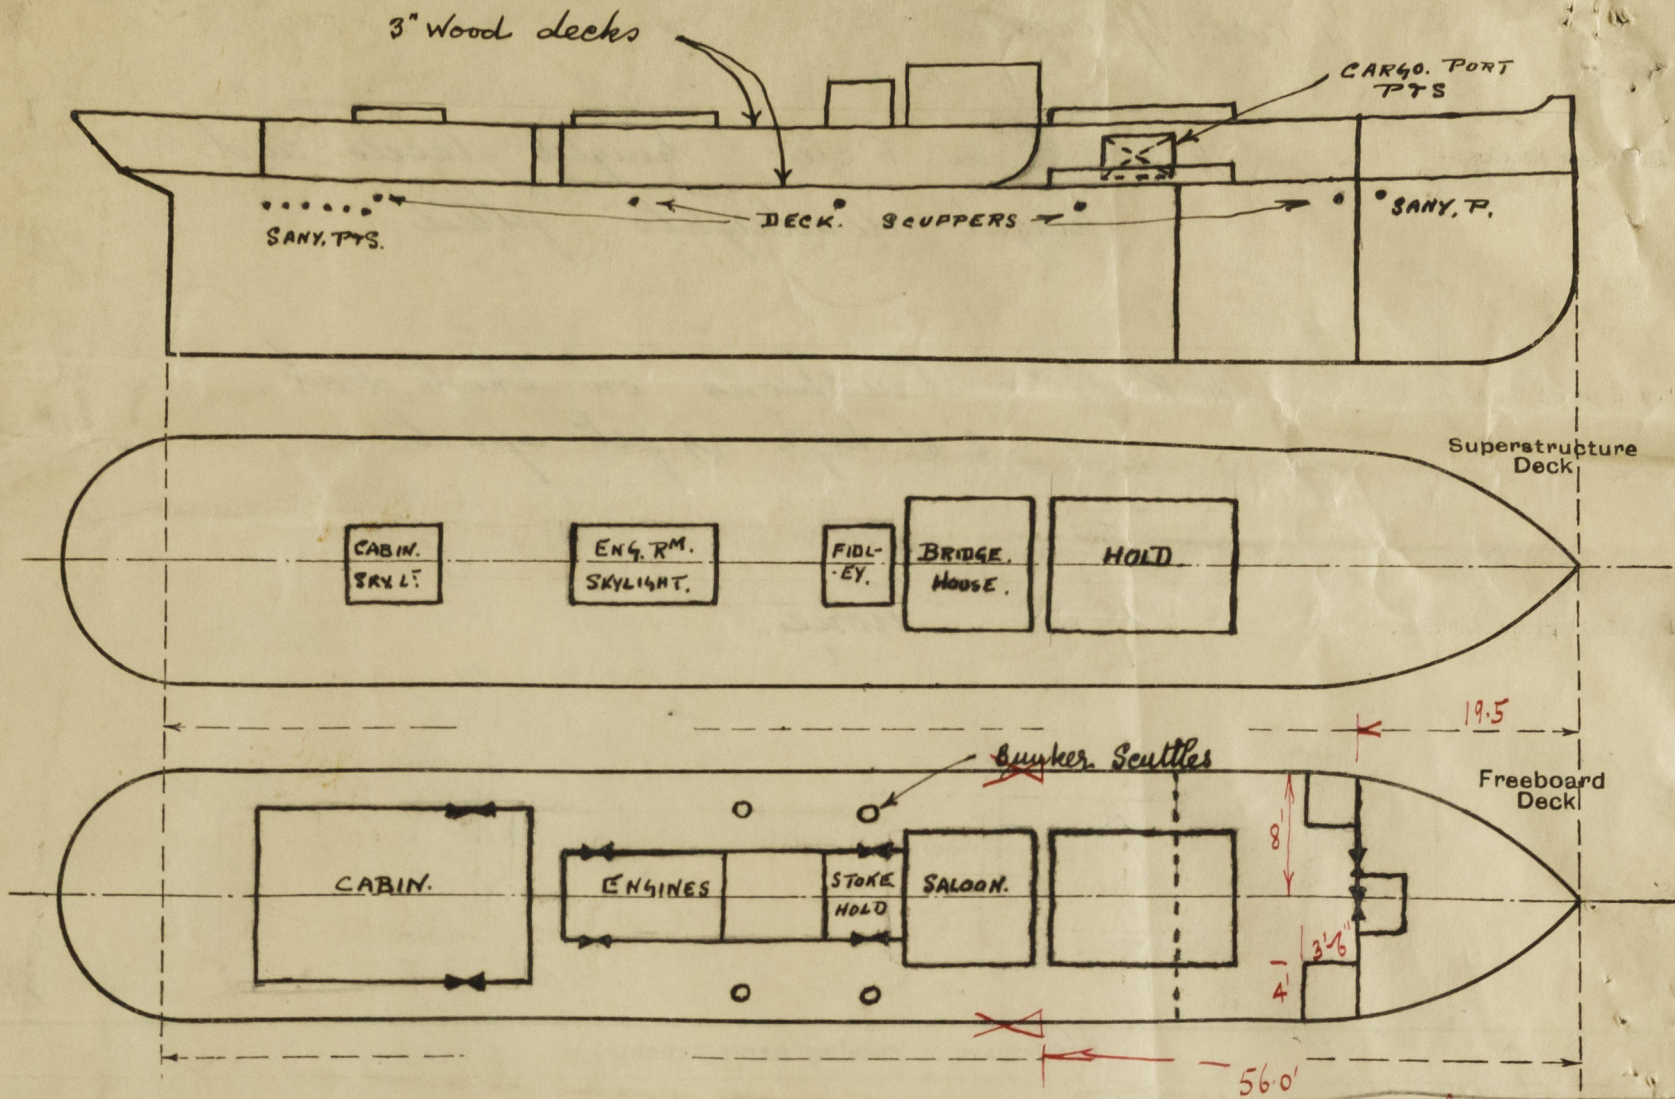 3" Wood decks
CARGO. PORT
P & S
SANY. P & S.
DECK. SCUPPERS
SANY. P.
Superstructure
Deck
CABIN.
SKY LT.
ENG. RM.
SKYLIGHT.
FIDL-
-EY.
BRIDGE.
HOUSE.
HOLD
19.5
Bunker Scuttles
Freeboard
Deck
8'
CABIN.
ENGINES
STOKE
HOLD
SALOON.
3'-6"
4'
56.0'